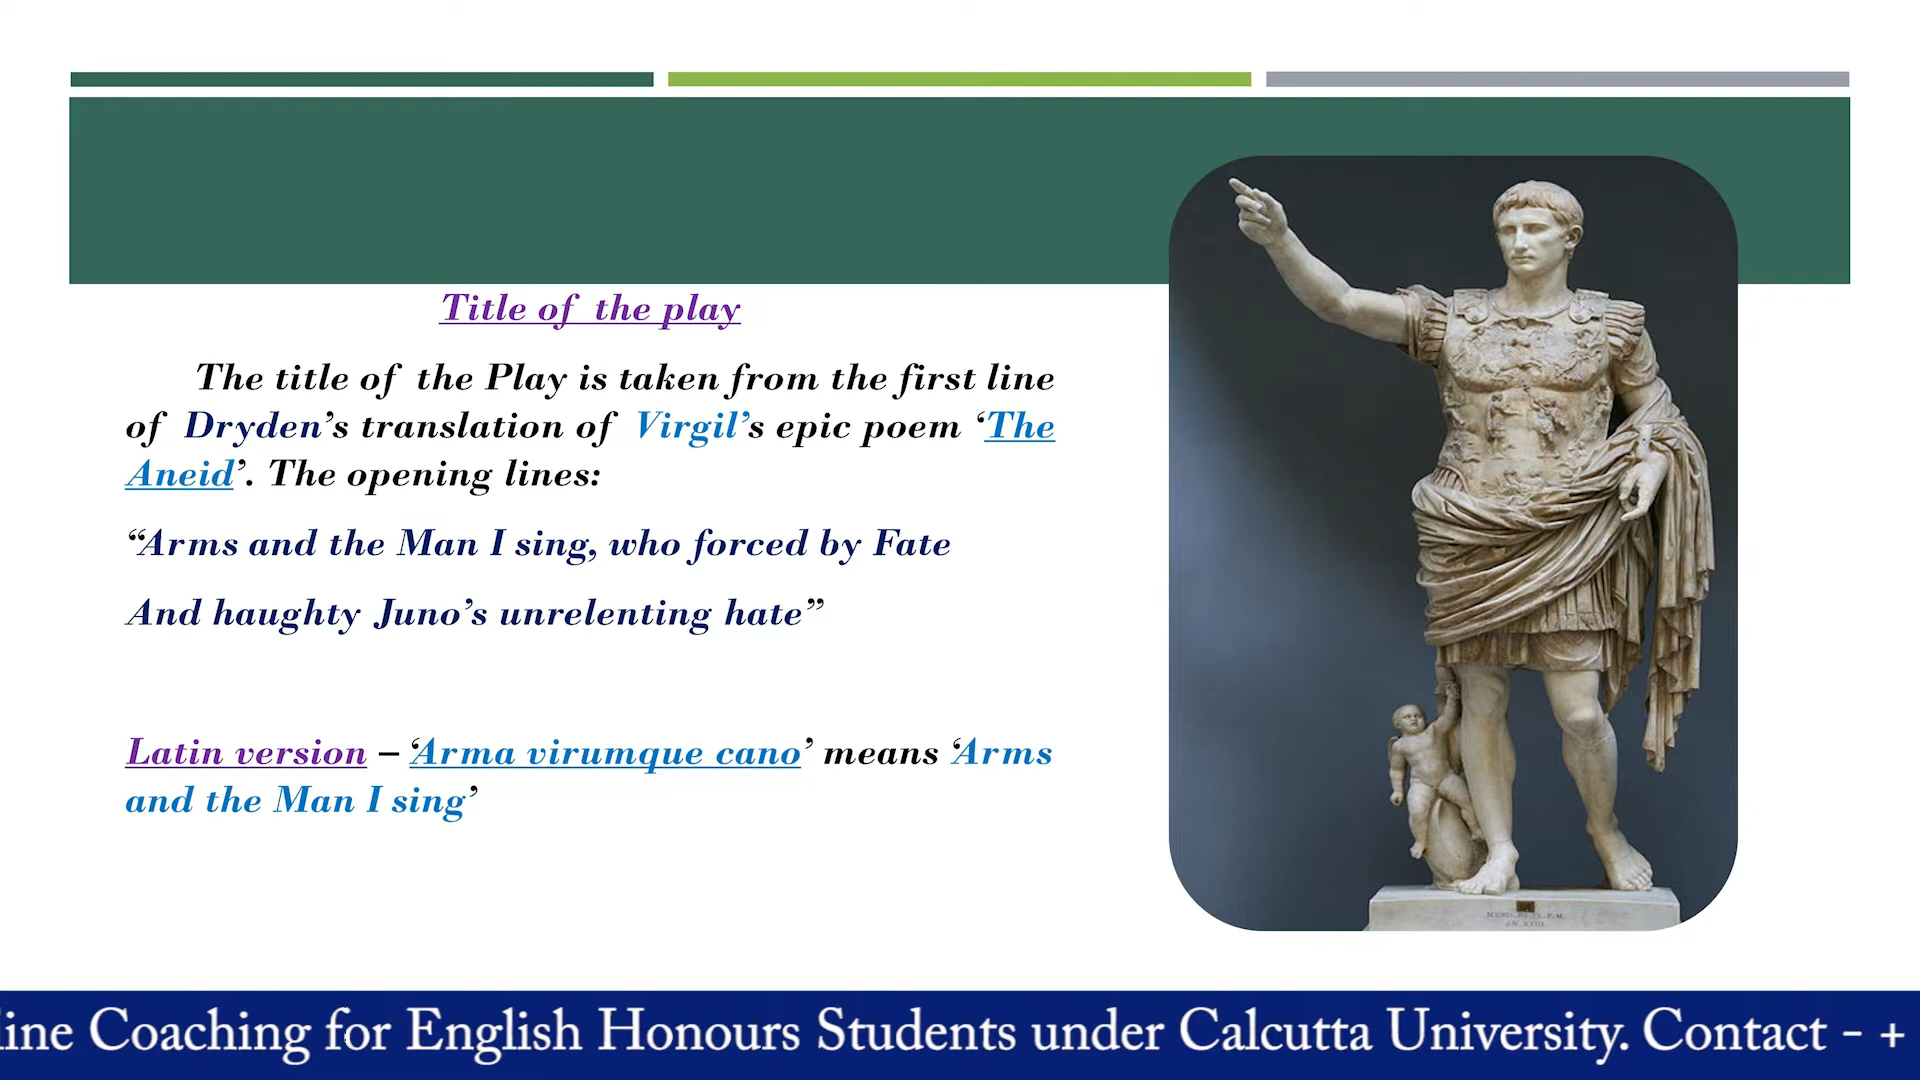 Title of the play
The title of the Play is taken from the first line
of Dryden’s translation of Virgil’s epic poem ‘The
Aneid’. The opening lines:
“Arms and the Man I sing, who forced by Fate
And haughty Juno’s unrelenting hate”
Latin version – ‘Arma virumque cano’ means ‘Arms
and the Man I sing’
Coaching for English Honours Students under Calcutta University. Contact - +